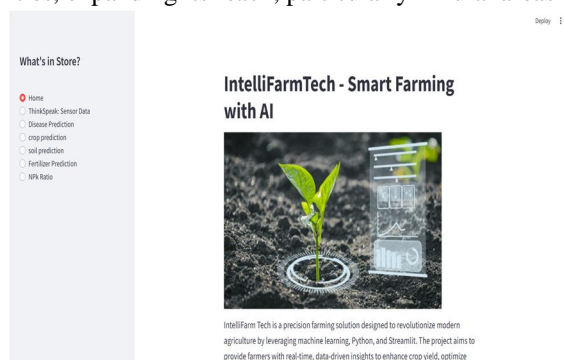 Deploy
What's in Store?
Home
ThinkSpeak: Sensor Data
Disease Prediction
crop prediction
soil prediction
Fertilizer Prediction
NPk Ratio
IntelliFarmTech - Smart Farming
with AI
IntelliFarm Tech is a precision farming solution designed to revolutionize modern
agriculture by leveraging machine learning, Python, and Streamlit. The project aims to
provide farmers with real-time, data-driven insights to enhance crop yield, optimize